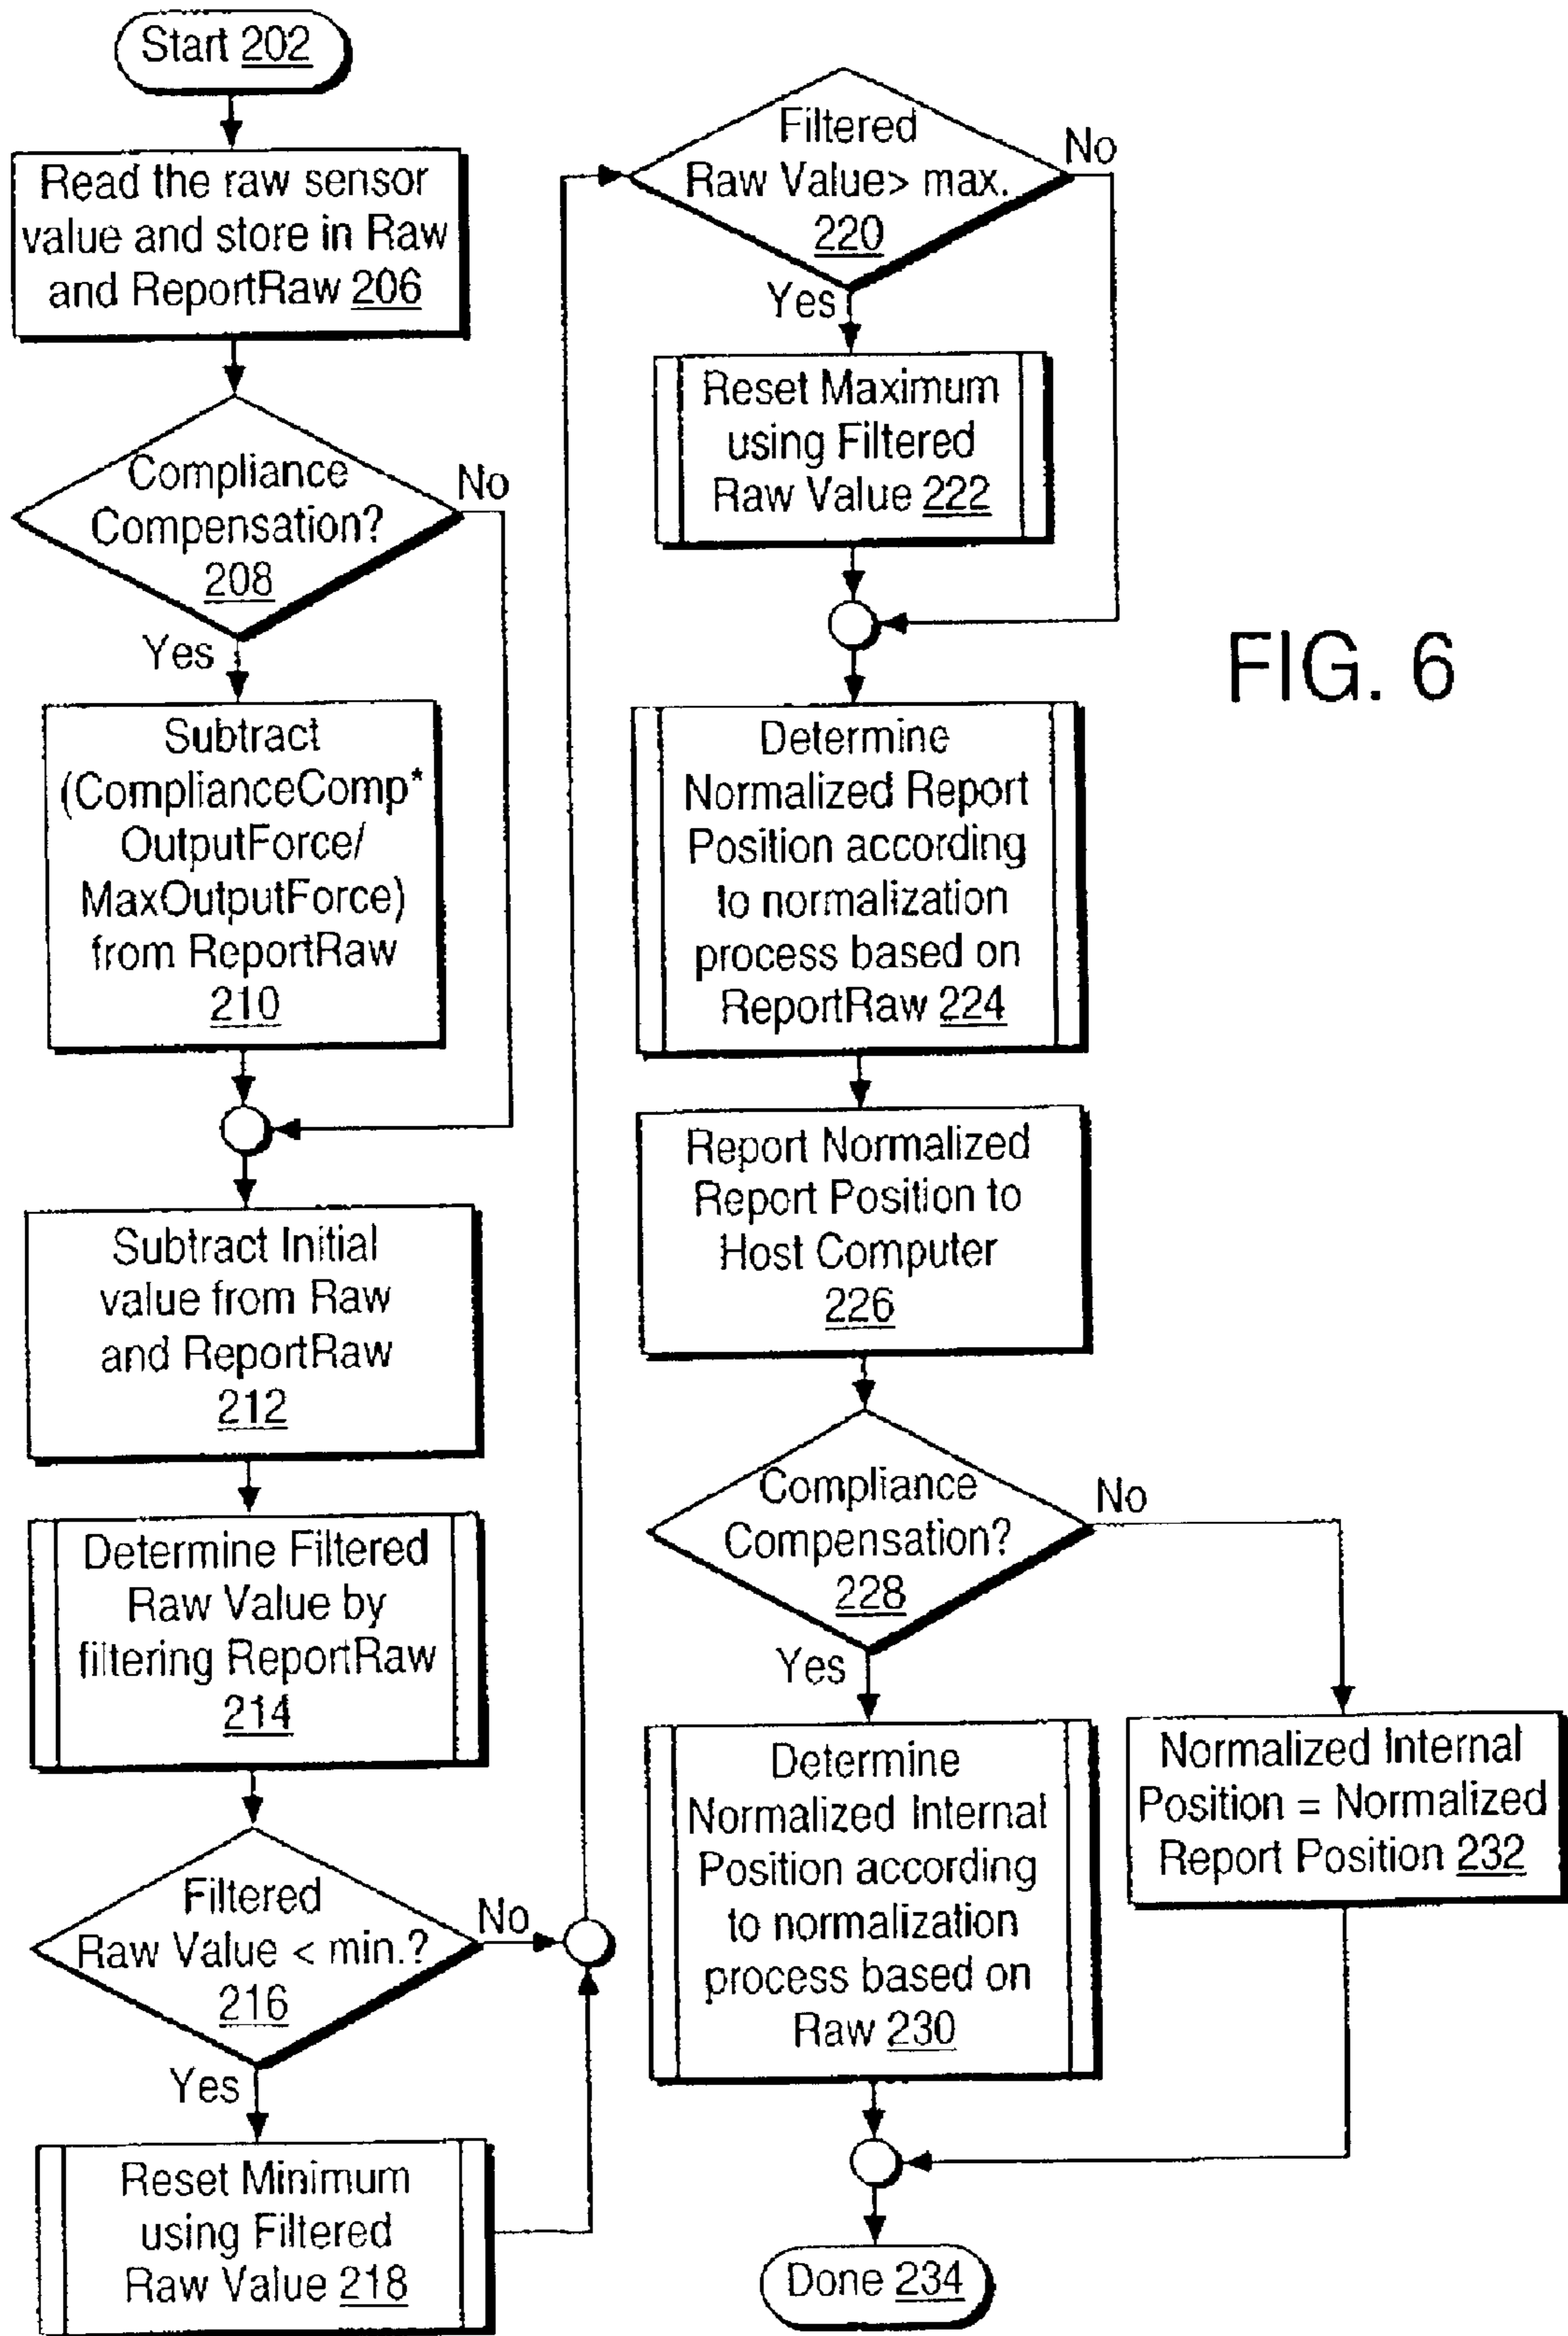 Start 202
Read the raw sensor
value and store in Raw
and ReportRaw 206
Compliance
Compensation?
208
No
Yes
Subtract
(ComplianceComp*
OutputForce/
MaxOutputForce)
from ReportRaw
210
Subtract Initial
value from Raw
and ReportRaw
212
Determine Filtered
Raw Value by
filtering ReportRaw
214
Filtered
Raw Value < min.?
216
No
Yes
Reset Minimum
using Filtered
Raw Value 218
Filtered
Raw Value> max.
220
No
Yes
Reset Maximum
using Filtered
Raw Value 222
Determine
Normalized Report
Position according
to normalization
process based on
ReportRaw 224
Report Normalized
Report Position to
Host Computer
226
Compliance
Compensation?
228
No
Yes
Determine
Normalized Internal
Position according
to normalization
process based on
Raw 230
Normalized Internal
Position = Normalized
Report Position 232
Done 234
FIG. 6